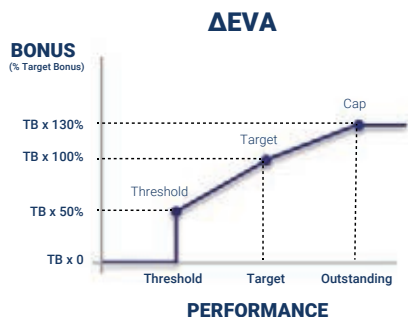 ΔEVA
BONUS
(% Target Bonus)
Cap
TB x 130%
Target
TB x 100%
Threshold
TB x 50%
TB x 0
Threshold Target Outstanding
PERFORMANCE